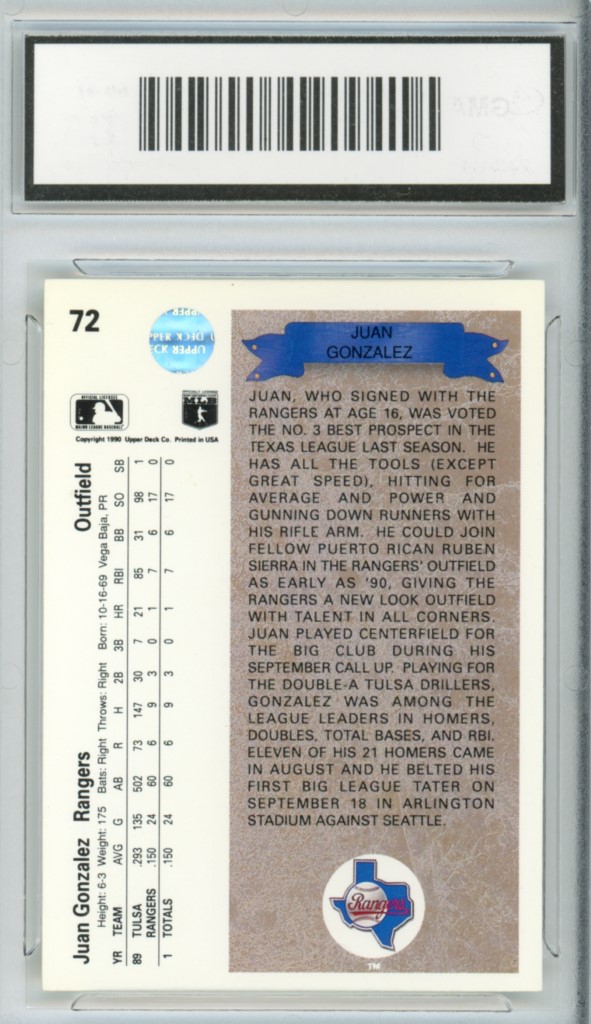 72
UPPER DECK
JUAN
GONZALEZ
JUAN, WHO SIGNED WITH THE
RANGERS AT AGE 16, WAS VOTED
THE NO. 3 BEST PROSPECT IN THE
TEXAS LEAGUE LAST SEASON. HE
HAS ALL THE TOOLS (EXCEPT
GREAT SPEED), HITTING FOR
AVERAGE AND POWER AND
GUNNING DOWN RUNNERS WITH
HIS RIFLE ARM. HE COULD JOIN
FELLOW PUERTO RICAN RUBEN
SIERRA IN THE RANGERS' OUTFIELD
AS EARLY AS '90, GIVING THE
RANGERS A NEW LOOK OUTFIELD
WITH TALENT IN ALL CORNERS.
JUAN PLAYED CENTERFIELD FOR
THE BIG CLUB DURING HIS
SEPTEMBER CALL UP. PLAYING FOR
THE DOUBLE-A TULSA DRILLERS,
GONZALEZ WAS AMONG THE
LEAGUE LEADERS IN HOMERS,
DOUBLES, TOTAL BASES, AND RBI.
ELEVEN OF HIS 21 HOMERS CAME
IN AUGUST AND HE BELTED HIS
FIRST BIG LEAGUE TATER ON
SEPTEMBER 18 IN ARLINGTON
STADIUM AGAINST SEATTLE.
Rangers
TM
MLB
Copyright 1990 Upper Deck Co. Printed in USA
Juan Gonzalez Rangers Outfield
Height: 6-3 Weight: 175 Bats: Right Throws: Right Born: 10-16-69 Vega Baja, PR
YR TEAM AVG G AB R H 2B 3B HR RBI BB SO SB
89 TULSA .293 135 502 73 147 30 7 21 85 31 98 1
RANGERS .150 24 60 6 9 3 0 1 7 6 17 0
1 TOTALS .150 24 60 6 9 3 0 1 7 6 17 0